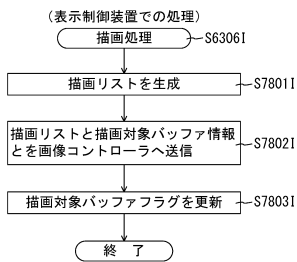 （表示制御装置での処理）
描画処理
S6306I
描画リストを生成
S7801I
描画リストと描画対象バッファ情報
とを画像コントローラへ送信
S7802I
描画対象バッファフラグを更新
S7803I
終　了